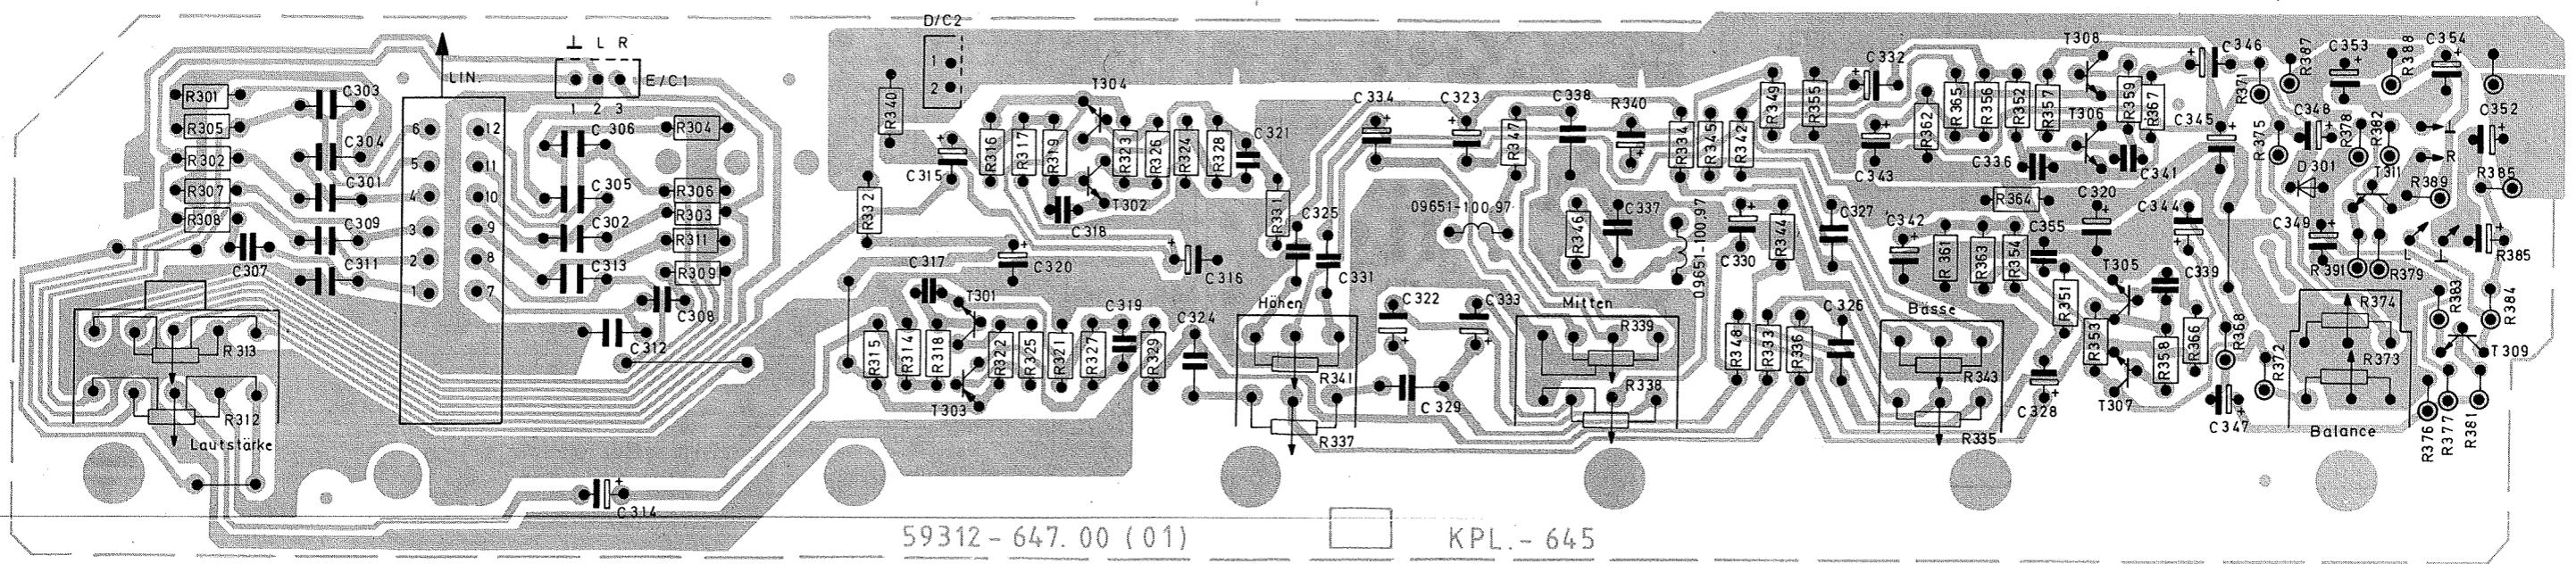 D/C2
1
2
⊥ L R
E/C1
1 2 3
LIN.
R301
R305
R302
R307
R308
C303
C304
C301
C309
C311
C307
6
5
4
3
2
1
12
11
10
9
8
7
C306
C305
C302
C313
C308
C312
R304
R306
R303
R311
R309
R313
R312
Lautstärke
C314
R340
R332
C315
R316
R317
R319
T304
T302
C318
R323
R326
R324
R328
C321
R331
C325
C331
C316
C320
C317
T301
T303
R315
R314
R318
R322
R325
R321
R327
C319
R329
C324
Höhen
R341
R337
C334
C323
R347
C338
R340
09651-100.97
R346
C337
09651-100.97
R334
R345
R342
R349
R355
C330
R344
C327
C322
C333
C329
Mitten
R339
R338
R348
R333
R336
C326
C332
C343
R362
R365
R356
R352
R357
T308
T306
R359
R367
C336
C341
R364
C320
C342
R361
R363
R354
C355
R351
T305
C339
C344
C345
C346
Bässe
R343
R335
C328
R353
T307
R358
R366
R368
C347
R372
R371
R387
C353
R388
C354
C352
R375
C348
R378
R382
D301
⊥
R
T311
R389
R385
C349
R391
R379
L
⊥
R385
R374
R373
Balance
R383
R384
T309
R376
R377
R381
59312-647.00 (01)
KPL.-645